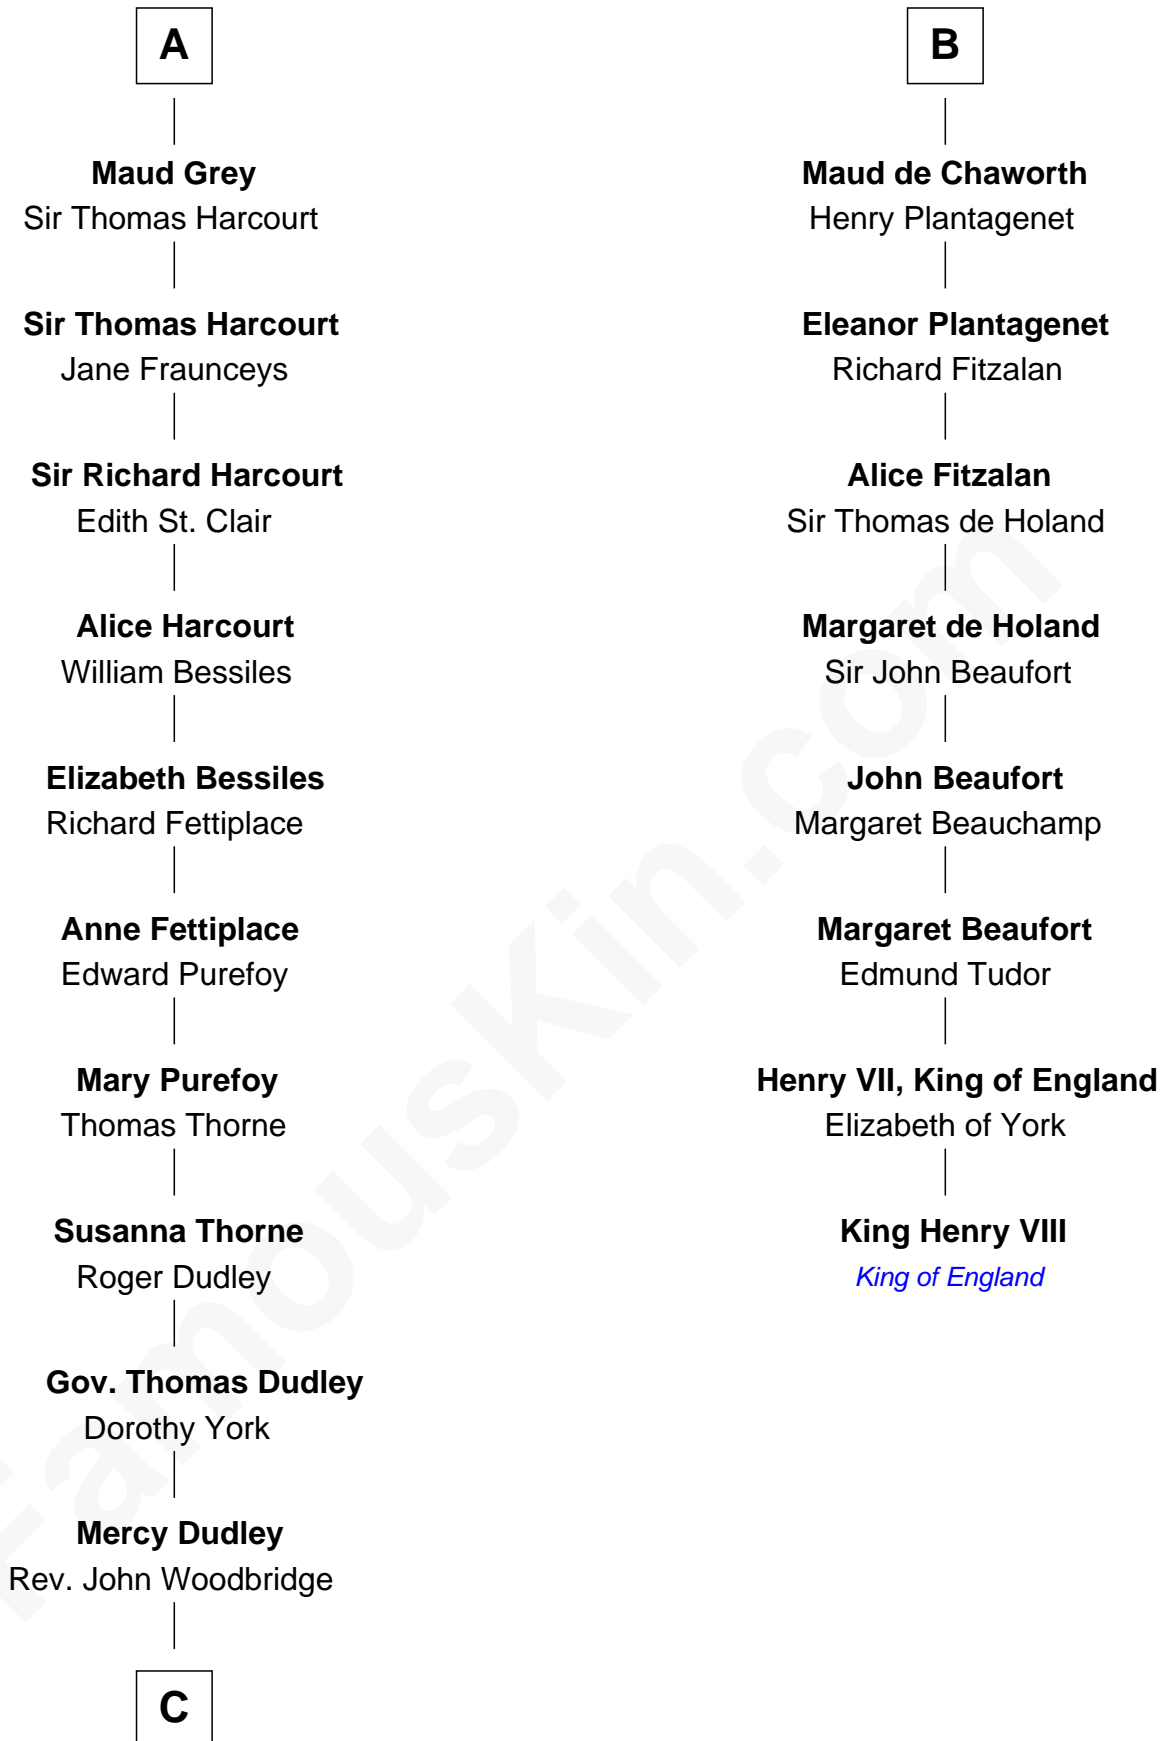 A
Maud Grey
Sir Thomas Harcourt
Sir Thomas Harcourt
Jane Fraunceys
Sir Richard Harcourt
Edith St. Clair
Alice Harcourt
William Bessiles
Elizabeth Bessiles
Richard Fettiplace
Anne Fettiplace
Edward Purefoy
Mary Purefoy
Thomas Thorne
Susanna Thorne
Roger Dudley
Gov. Thomas Dudley
Dorothy York
Mercy Dudley
Rev. John Woodbridge
C
B
Maud de Chaworth
Henry Plantagenet
Eleanor Plantagenet
Richard Fitzalan
Alice Fitzalan
Sir Thomas de Holand
Margaret de Holand
Sir John Beaufort
John Beaufort
Margaret Beauchamp
Margaret Beaufort
Edmund Tudor
Henry VII, King of England
Elizabeth of York
King Henry VIII
King of England
FamousKin.com